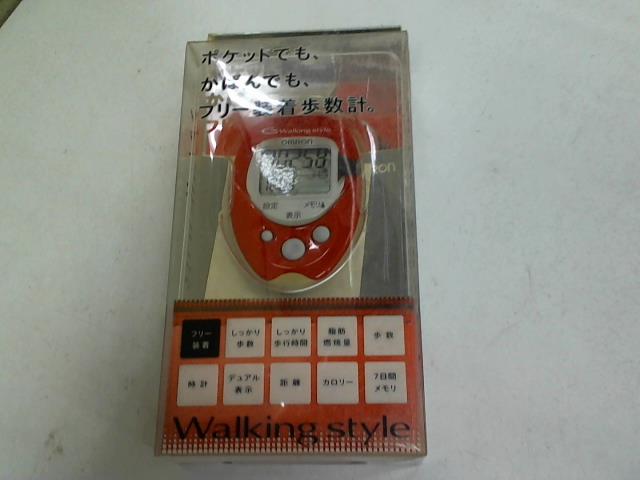 ポケットでも、
かばんでも、
フリー装着歩数計。
Walking style
OMRON
設定 メモリ
表示
フリー
装着
しっかり
歩数
しっかり
歩行時間
脂肪
燃焼量
歩数
時計
デュアル
表示
距離
カロリー
7日間
メモリ
Walking style